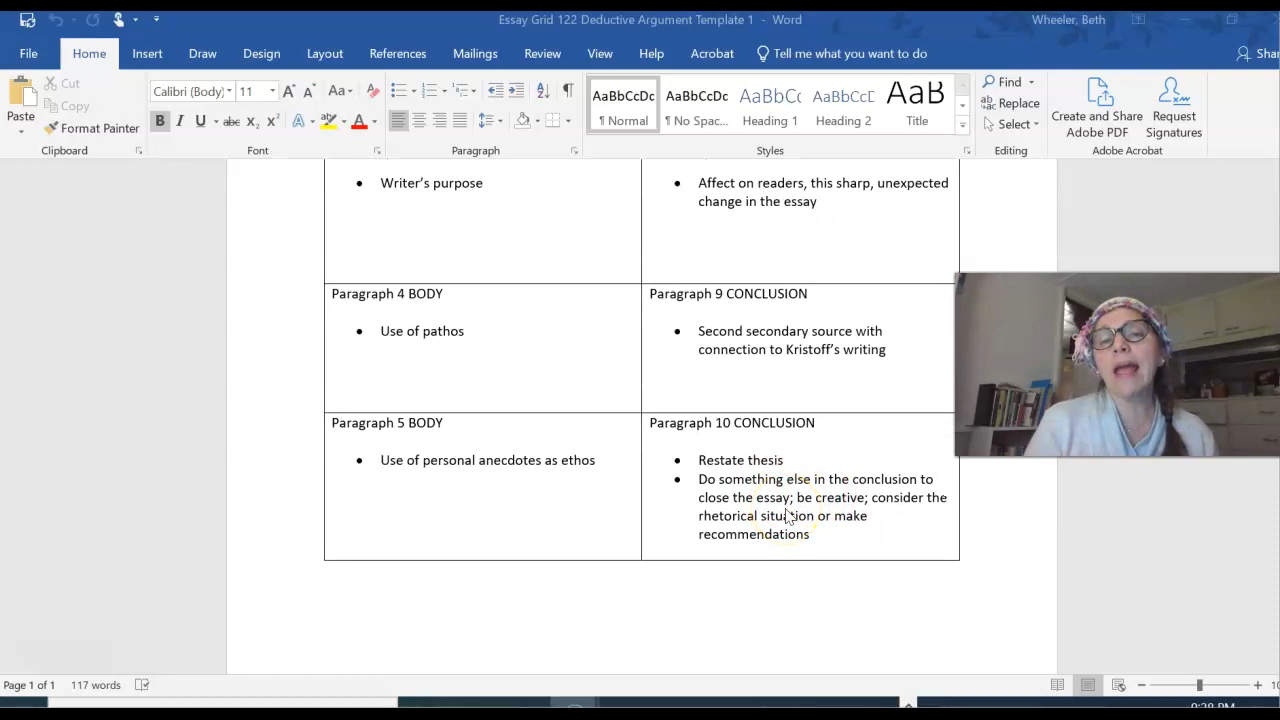 Essay Grid 122 Deductive Argument Template 1 - Word
Wheeler, Beth
File Home Insert Draw Design Layout References Mailings Review View Help Acrobat Tell me what you want to do
Paste
Cut
Copy
Format Painter
Clipboard
Calibri (Body) 11
B I U abc x₂ x² A A
Font
Paragraph
AaBbCcDc AaBbCcDc AaBbCc AaBbCcD AaB
¶ Normal ¶ No Spac... Heading 1 Heading 2 Title
Styles
Find
Replace
Select
Editing
Create and Share
Adobe PDF
Request
Signatures
Adobe Acrobat
• Writer's purpose
• Affect on readers, this sharp, unexpected
change in the essay
Paragraph 4 BODY
• Use of pathos
Paragraph 9 CONCLUSION
• Second secondary source with
connection to Kristoff's writing
Paragraph 5 BODY
• Use of personal anecdotes as ethos
Paragraph 10 CONCLUSION
• Restate thesis
• Do something else in the conclusion to
close the essay; be creative; consider the
rhetorical situation or make
recommendations
Page 1 of 1 117 words